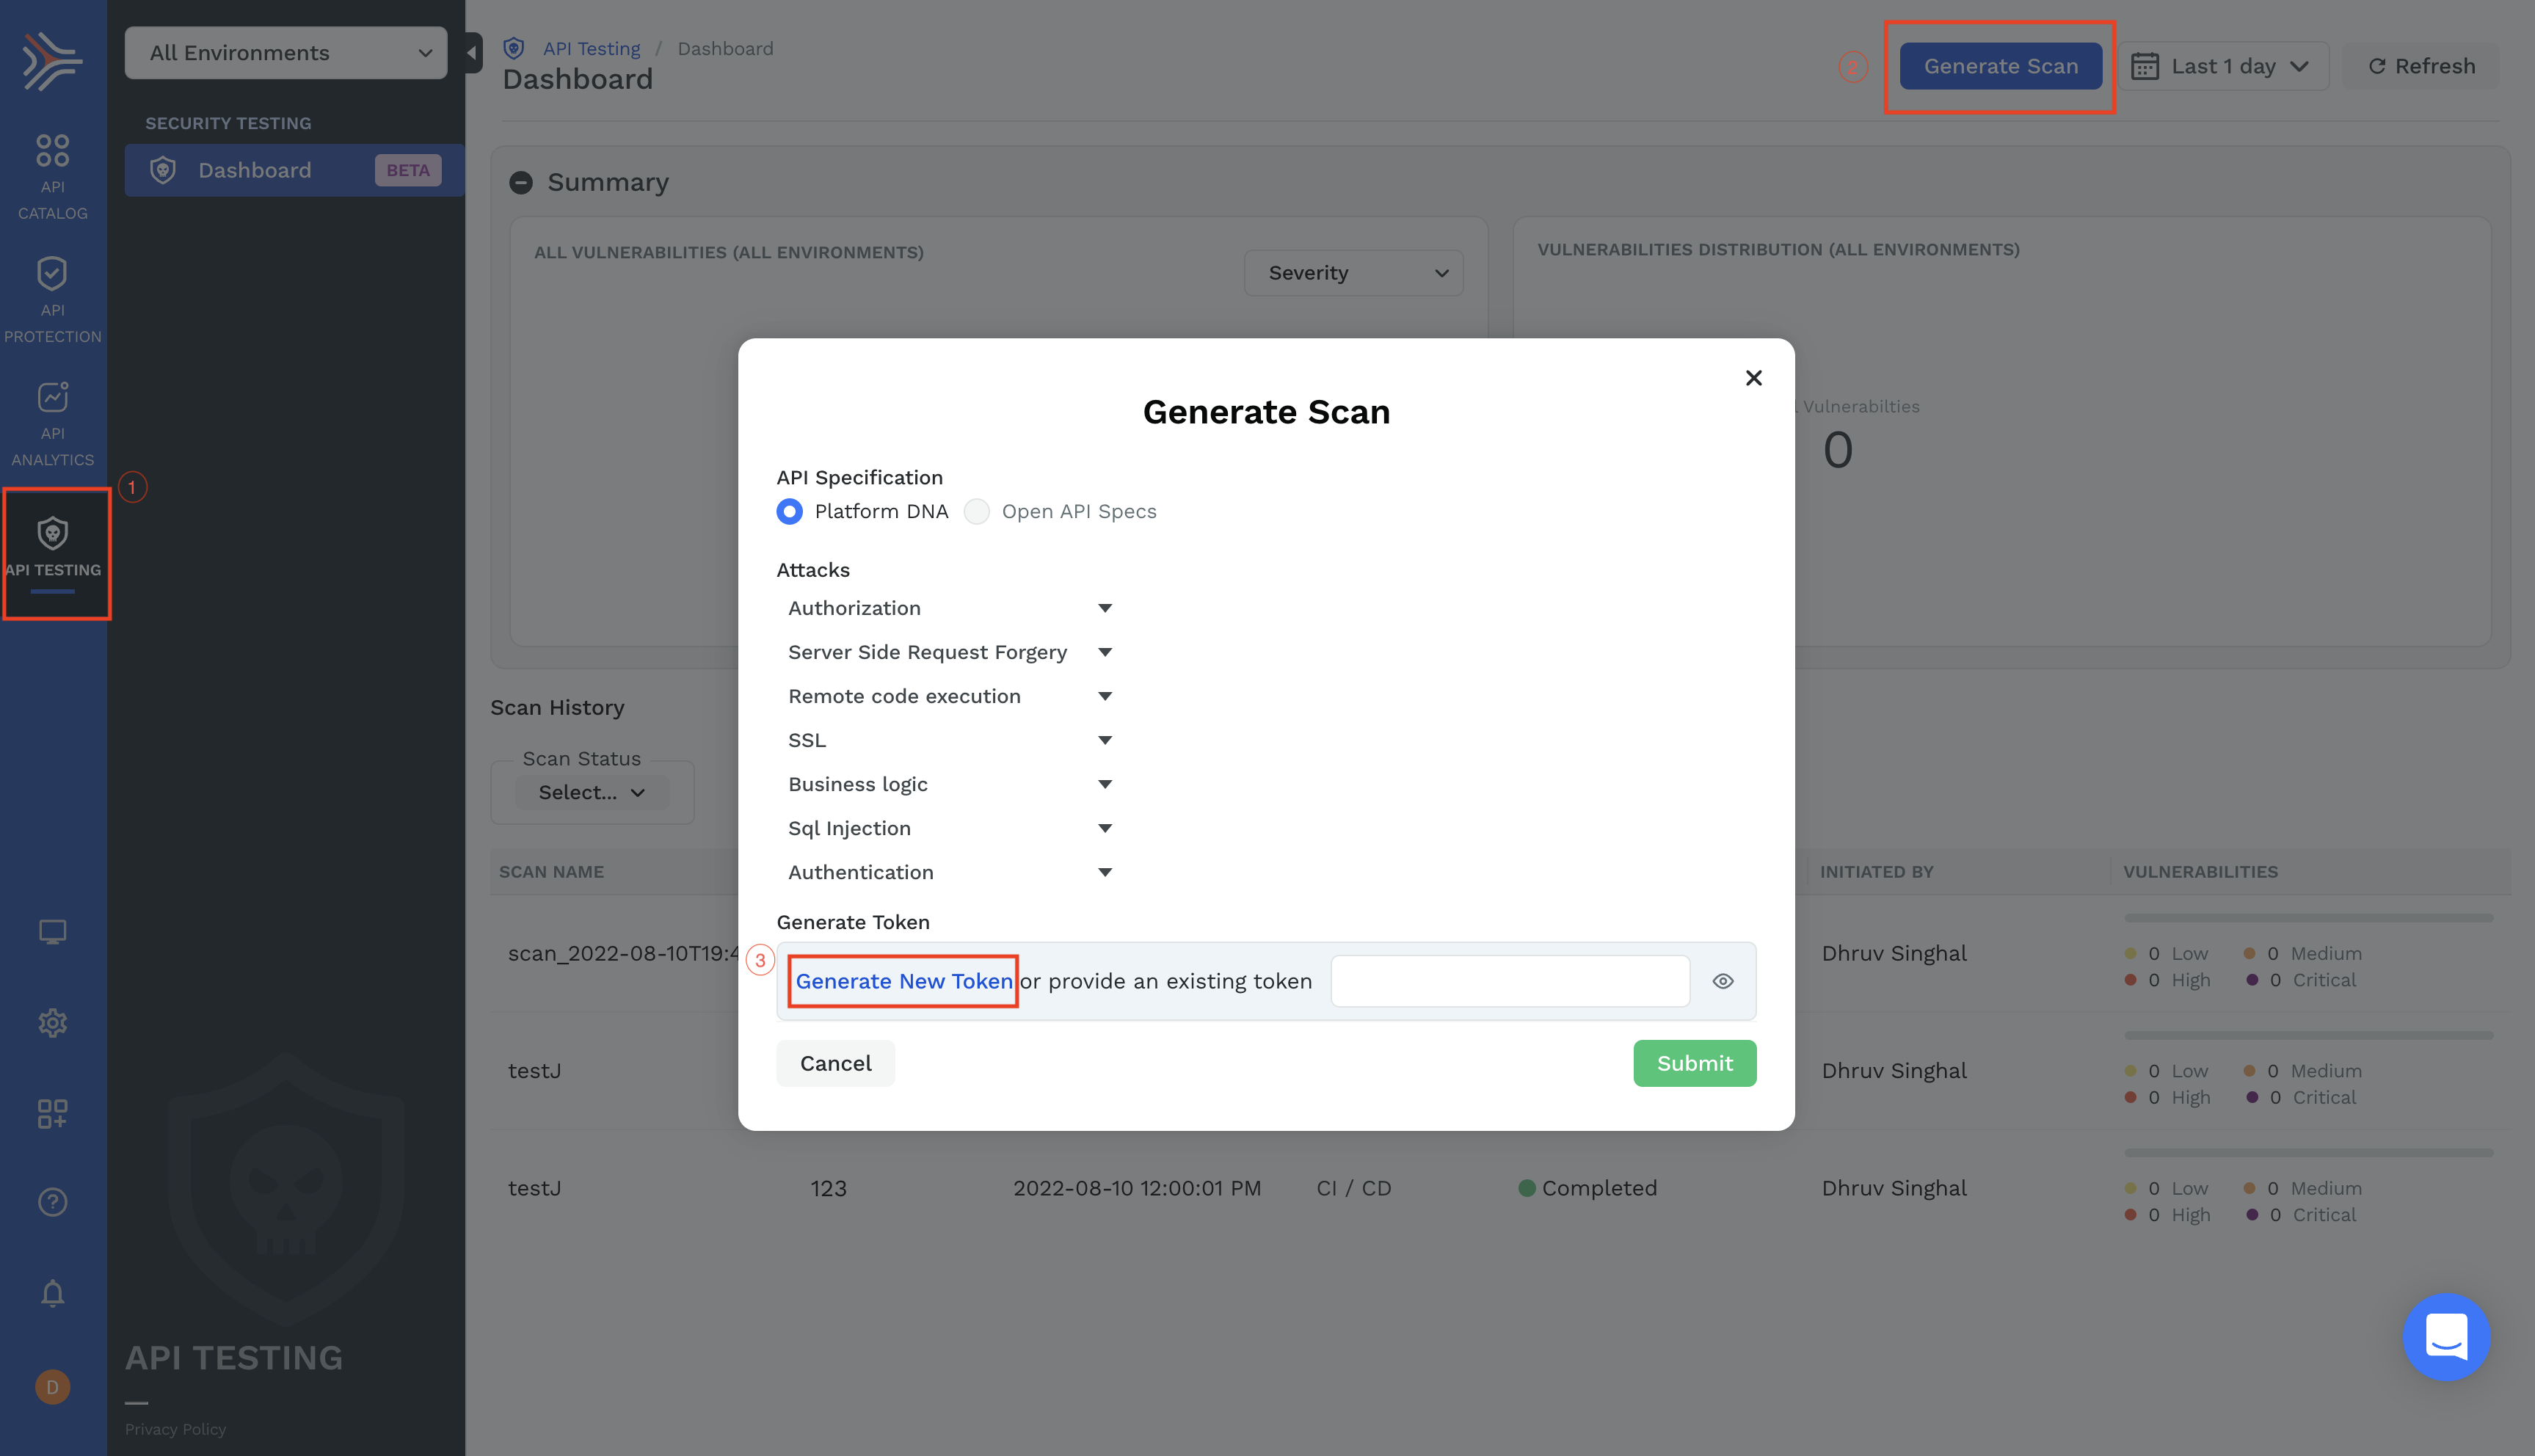 All Environments
API
CATALOG
API
PROTECTION
API
ANALYTICS
1
API TESTING
D
SECURITY TESTING
Dashboard
BETA
API TESTING
Privacy Policy
API Testing / Dashboard
Dashboard
2
Generate Scan
Last 1 day
Refresh
Summary
ALL VULNERABILITIES (ALL ENVIRONMENTS)
Severity
VULNERABILITIES DISTRIBUTION (ALL ENVIRONMENTS)
Vulnerabilties
0
Generate Scan
API Specification
Platform DNA
Open API Specs
Attacks
Authorization
Server Side Request Forgery
Remote code execution
SSL
Business logic
Sql Injection
Authentication
Generate Token
3
Generate New Token or provide an existing token
Cancel
Submit
Scan History
Scan Status
Select...
SCAN NAME INITIATED BY VULNERABILITIES
scan_2022-08-10T19:4 Dhruv Singhal 0 Low 0 Medium
0 High 0 Critical
testJ Dhruv Singhal 0 Low 0 Medium
0 High 0 Critical
testJ 123 2022-08-10 12:00:01 PM CI / CD Completed Dhruv Singhal 0 Low 0 Medium
0 High 0 Critical